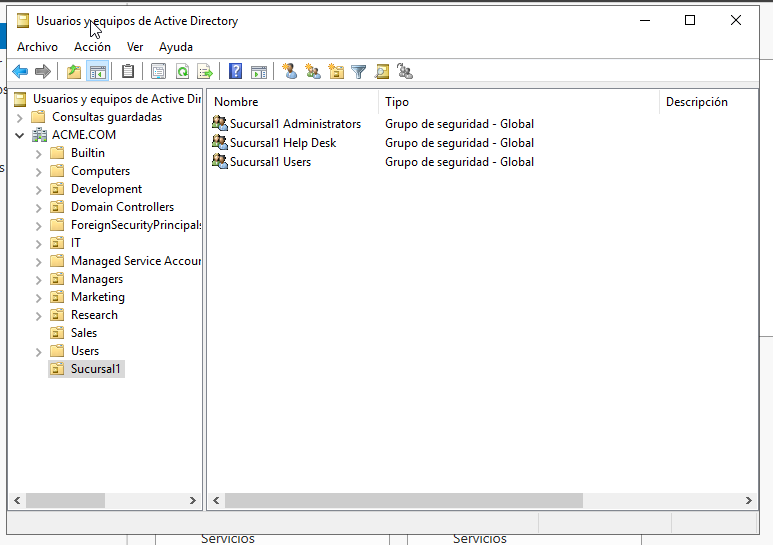 Usuarios y equipos de Active Directory
Archivo Acción Ver Ayuda
Usuarios y equipos de Active Dir
Consultas guardadas
ACME.COM
Builtin
Computers
Development
Domain Controllers
ForeignSecurityPrincipals
IT
Managed Service Accour
Managers
Marketing
Research
Sales
Users
Sucursal1
Nombre Tipo Descripción
Sucursal1 Administrators Grupo de seguridad - Global
Sucursal1 Help Desk Grupo de seguridad - Global
Sucursal1 Users Grupo de seguridad - Global
Servicios Servicios